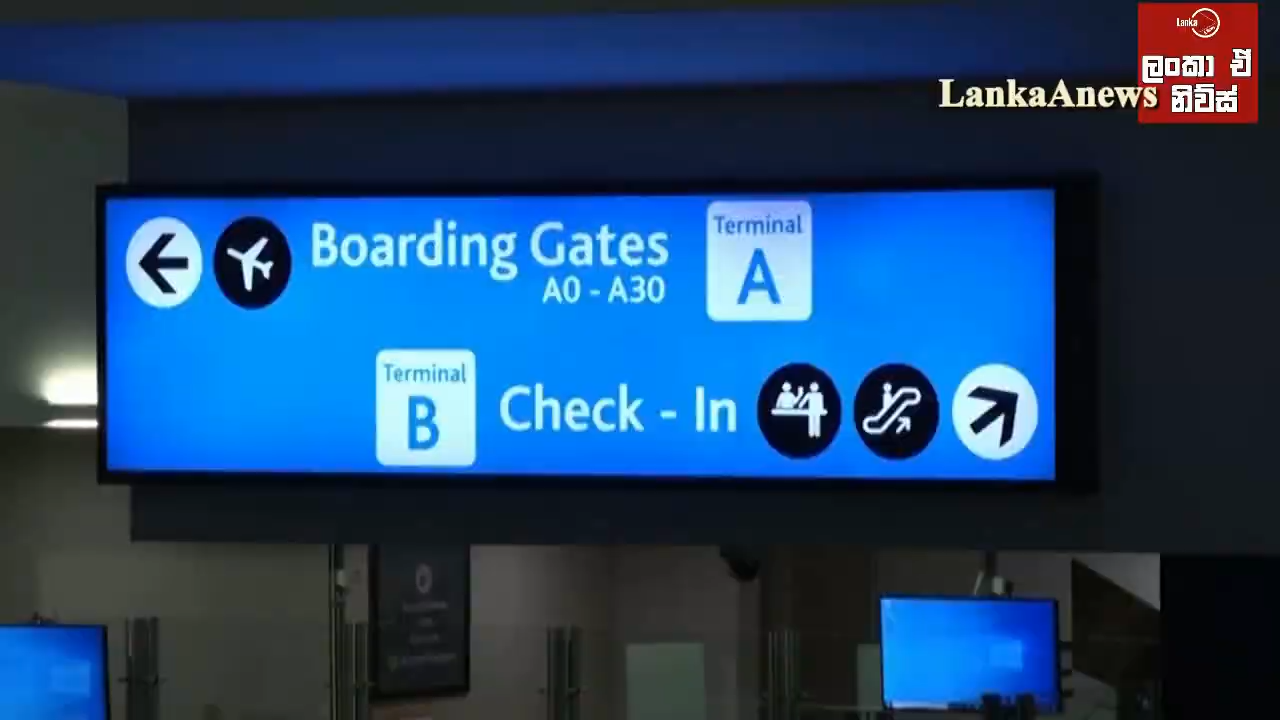 Lanka
ලංකා ඒ
නිව්ස්
LankaAnews
Boarding Gates
A0 - A30
Terminal
A
Terminal
B
Check - In